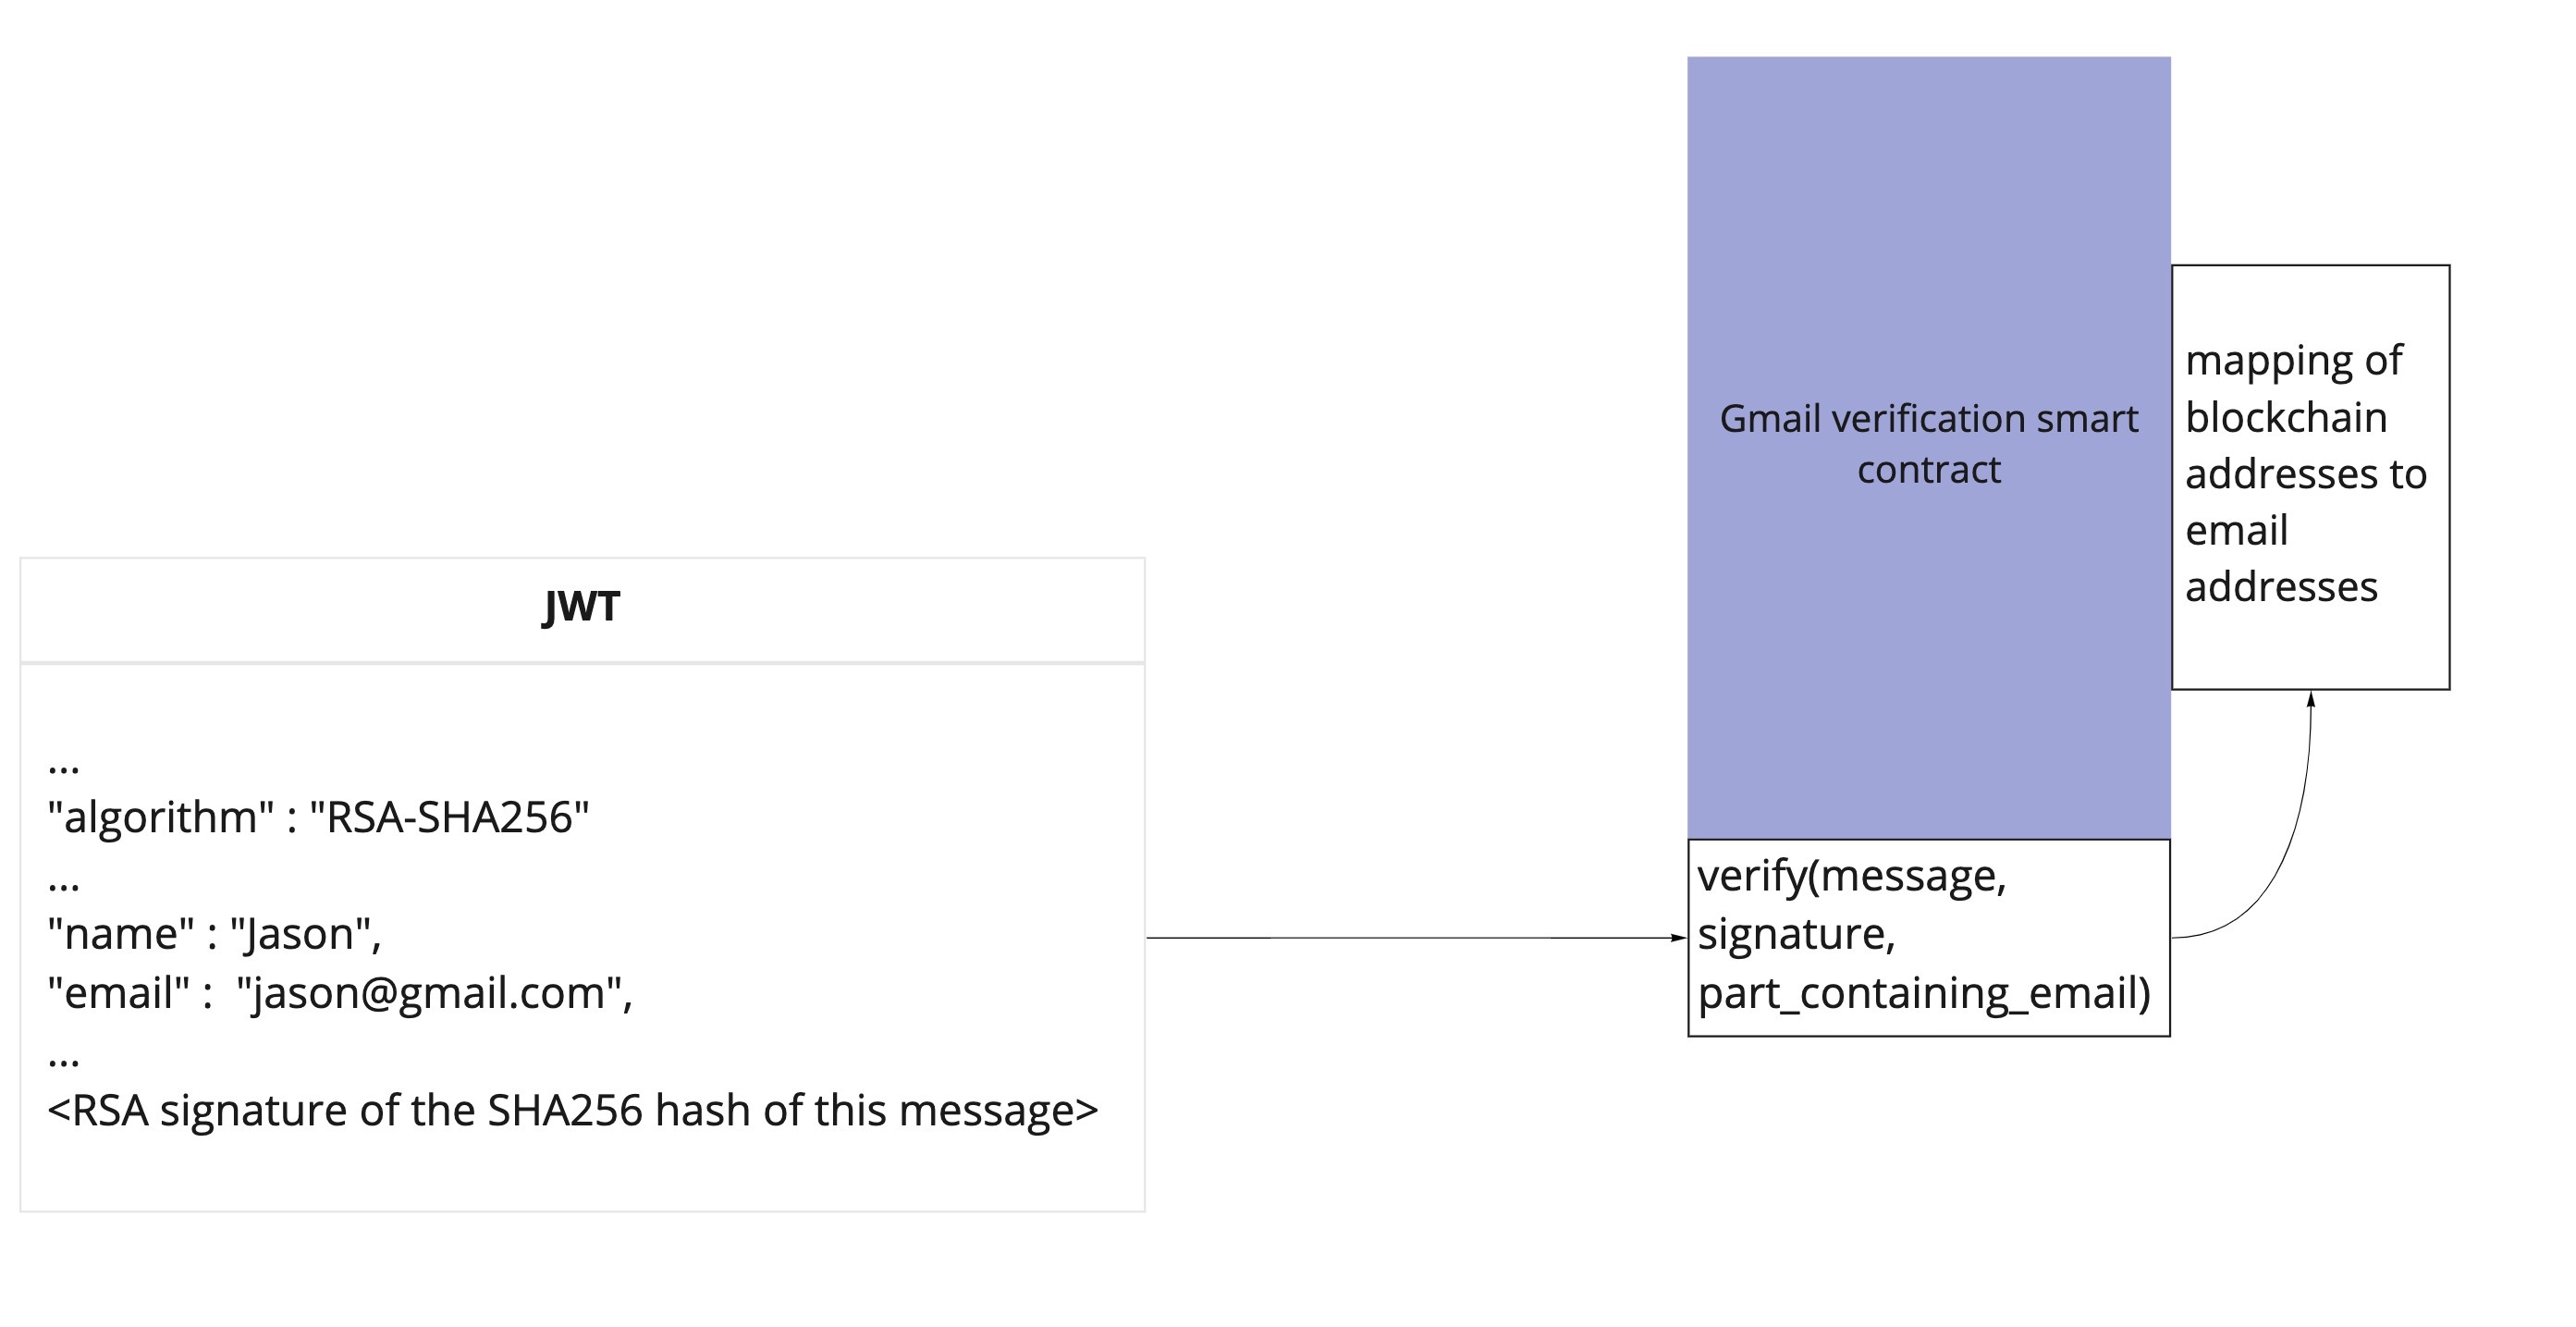 JWT
...
"algorithm" : "RSA-SHA256"
...
"name" : "Jason",
"email" :  "jason@gmail.com",
...
<RSA signature of the SHA256 hash of this message>
Gmail verification smart
contract
verify(message,
signature,
part_containing_email)
mapping of
blockchain
addresses to
email
addresses